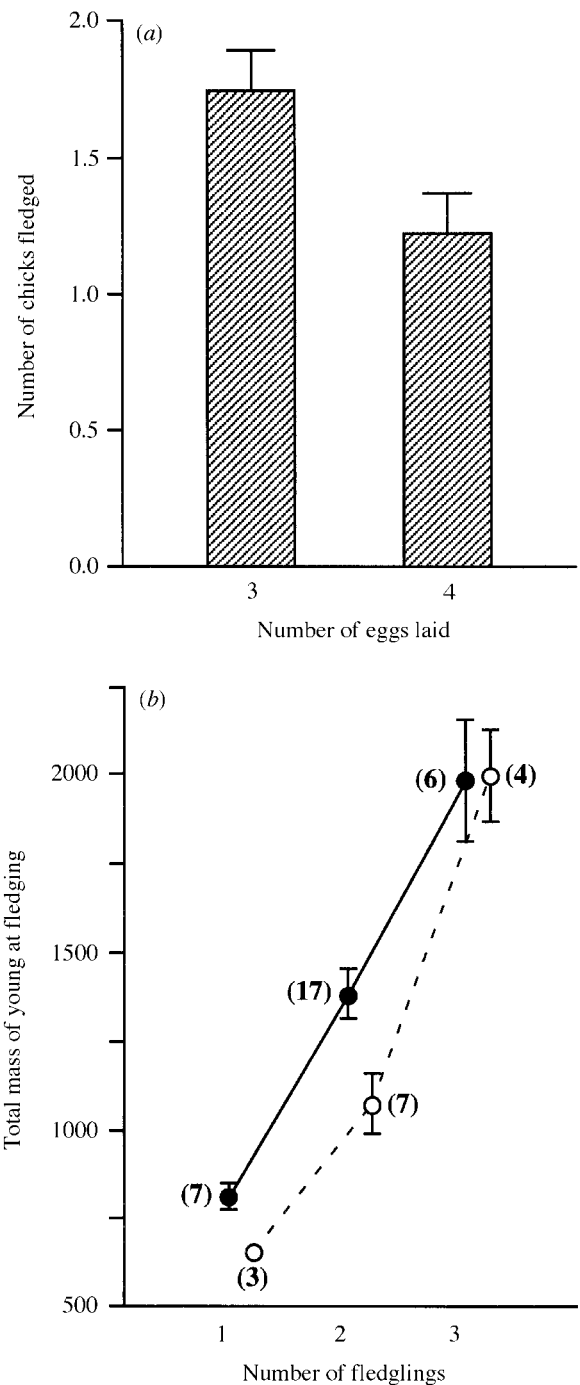 (a)
2.0
1.5
1.0
0.5
0.0
Number of chicks fledged
3 4
Number of eggs laid
(b)
2000
1500
1000
500
Total mass of young at fledging
(6) (4)
(17)
(7)
(7)
(3)
1 2 3
Number of fledglings